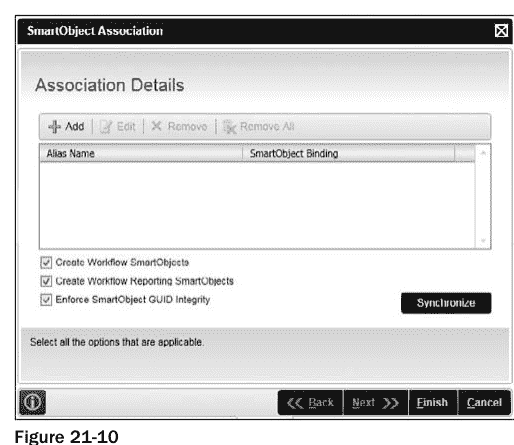 SmartObject Association
Association Details
Add Edit Remove Remove All
Alias Name SmartObject Binding
Create Workflow SmartObjects
Create Workflow Reporting SmartObjects
Enforce SmartObject GUID Integrity
Synchronize
Select all the options that are applicable.
Back Next Finish Cancel
Figure 21-10